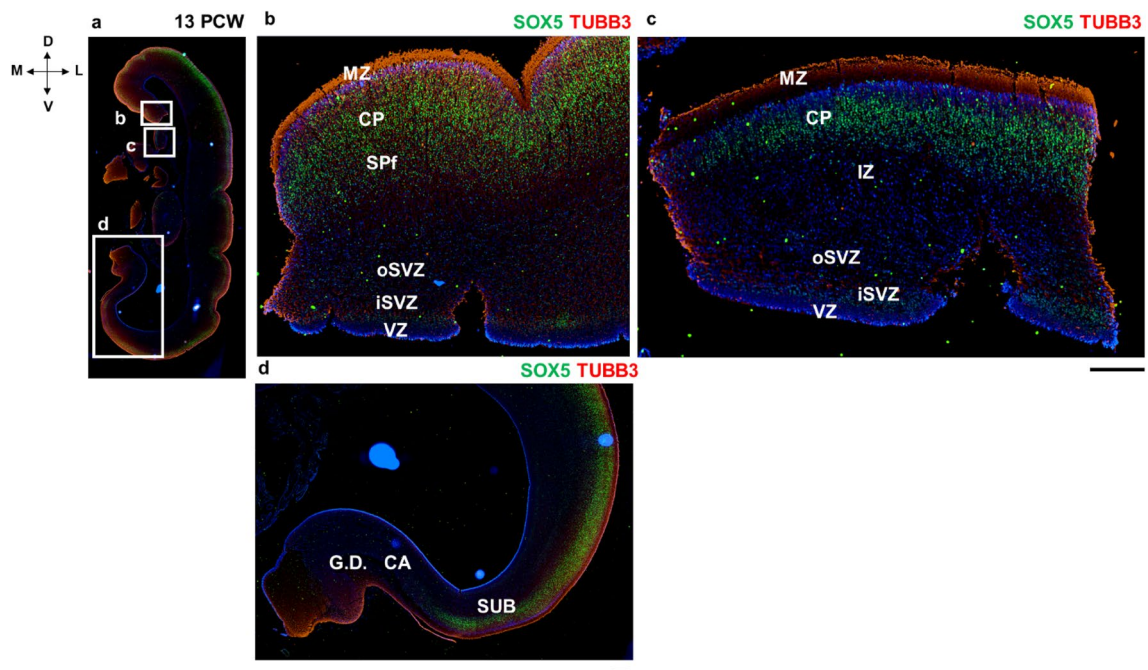 a 13 PCW
D
M L
V
b
c
d
b SOX5 TUBB3
MZ
CP
SPf
oSVZ
iSVZ
VZ
c SOX5 TUBB3
MZ
CP
IZ
oSVZ
iSVZ
VZ
d SOX5 TUBB3
G.D. CA
SUB